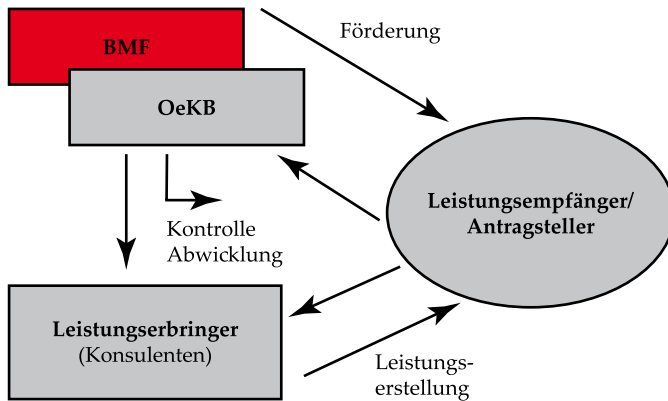 Förderung
BMF
OeKB
Leistungsempfänger/
Antragsteller
Kontrolle
Abwicklung
Leistungserbringer
(Konsulenten)
Leistungs-
erstellung